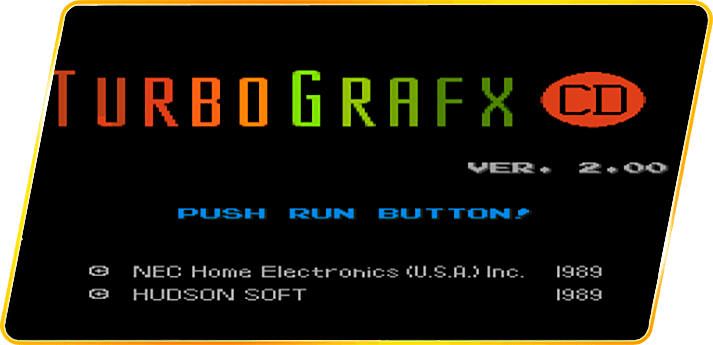 TURBOGRAFX CD
VER. 2.00
PUSH RUN BUTTON!
© NEC Home Electronics (U.S.A.) Inc. 1989
© HUDSON SOFT 1989